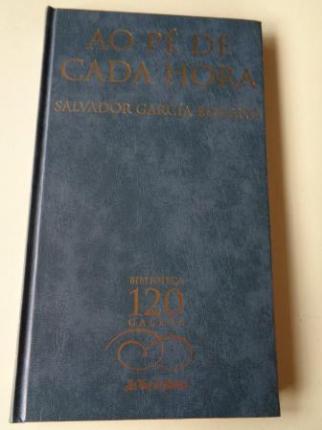 AO PÉ DE
CADA HORA
SALVADOR GARCÍA
BIBLIOTECA
120
GALEGA